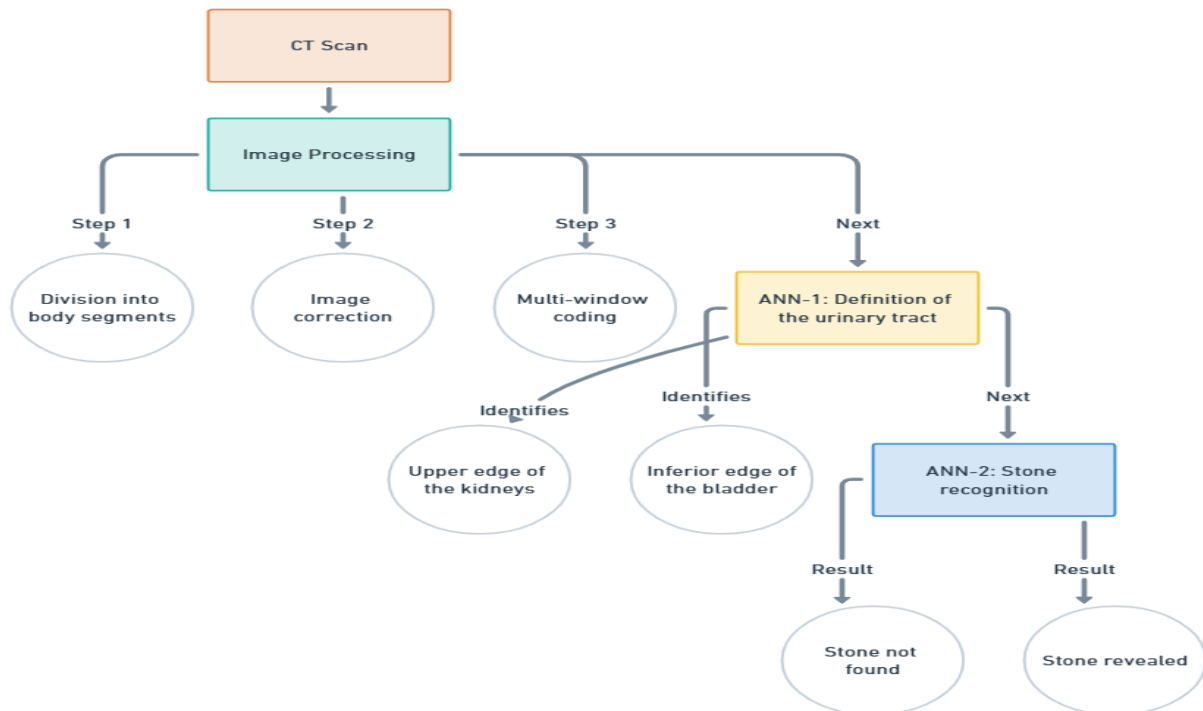 CT Scan
Image Processing
Step 1
Step 2
Step 3
Next
Division into
body segments
Image
correction
Multi-window
coding
ANN-1: Definition of
the urinary tract
Identifies
Identifies
Next
Upper edge of
the kidneys
Inferior edge of
the bladder
ANN-2: Stone
recognition
Result
Result
Stone not
found
Stone revealed